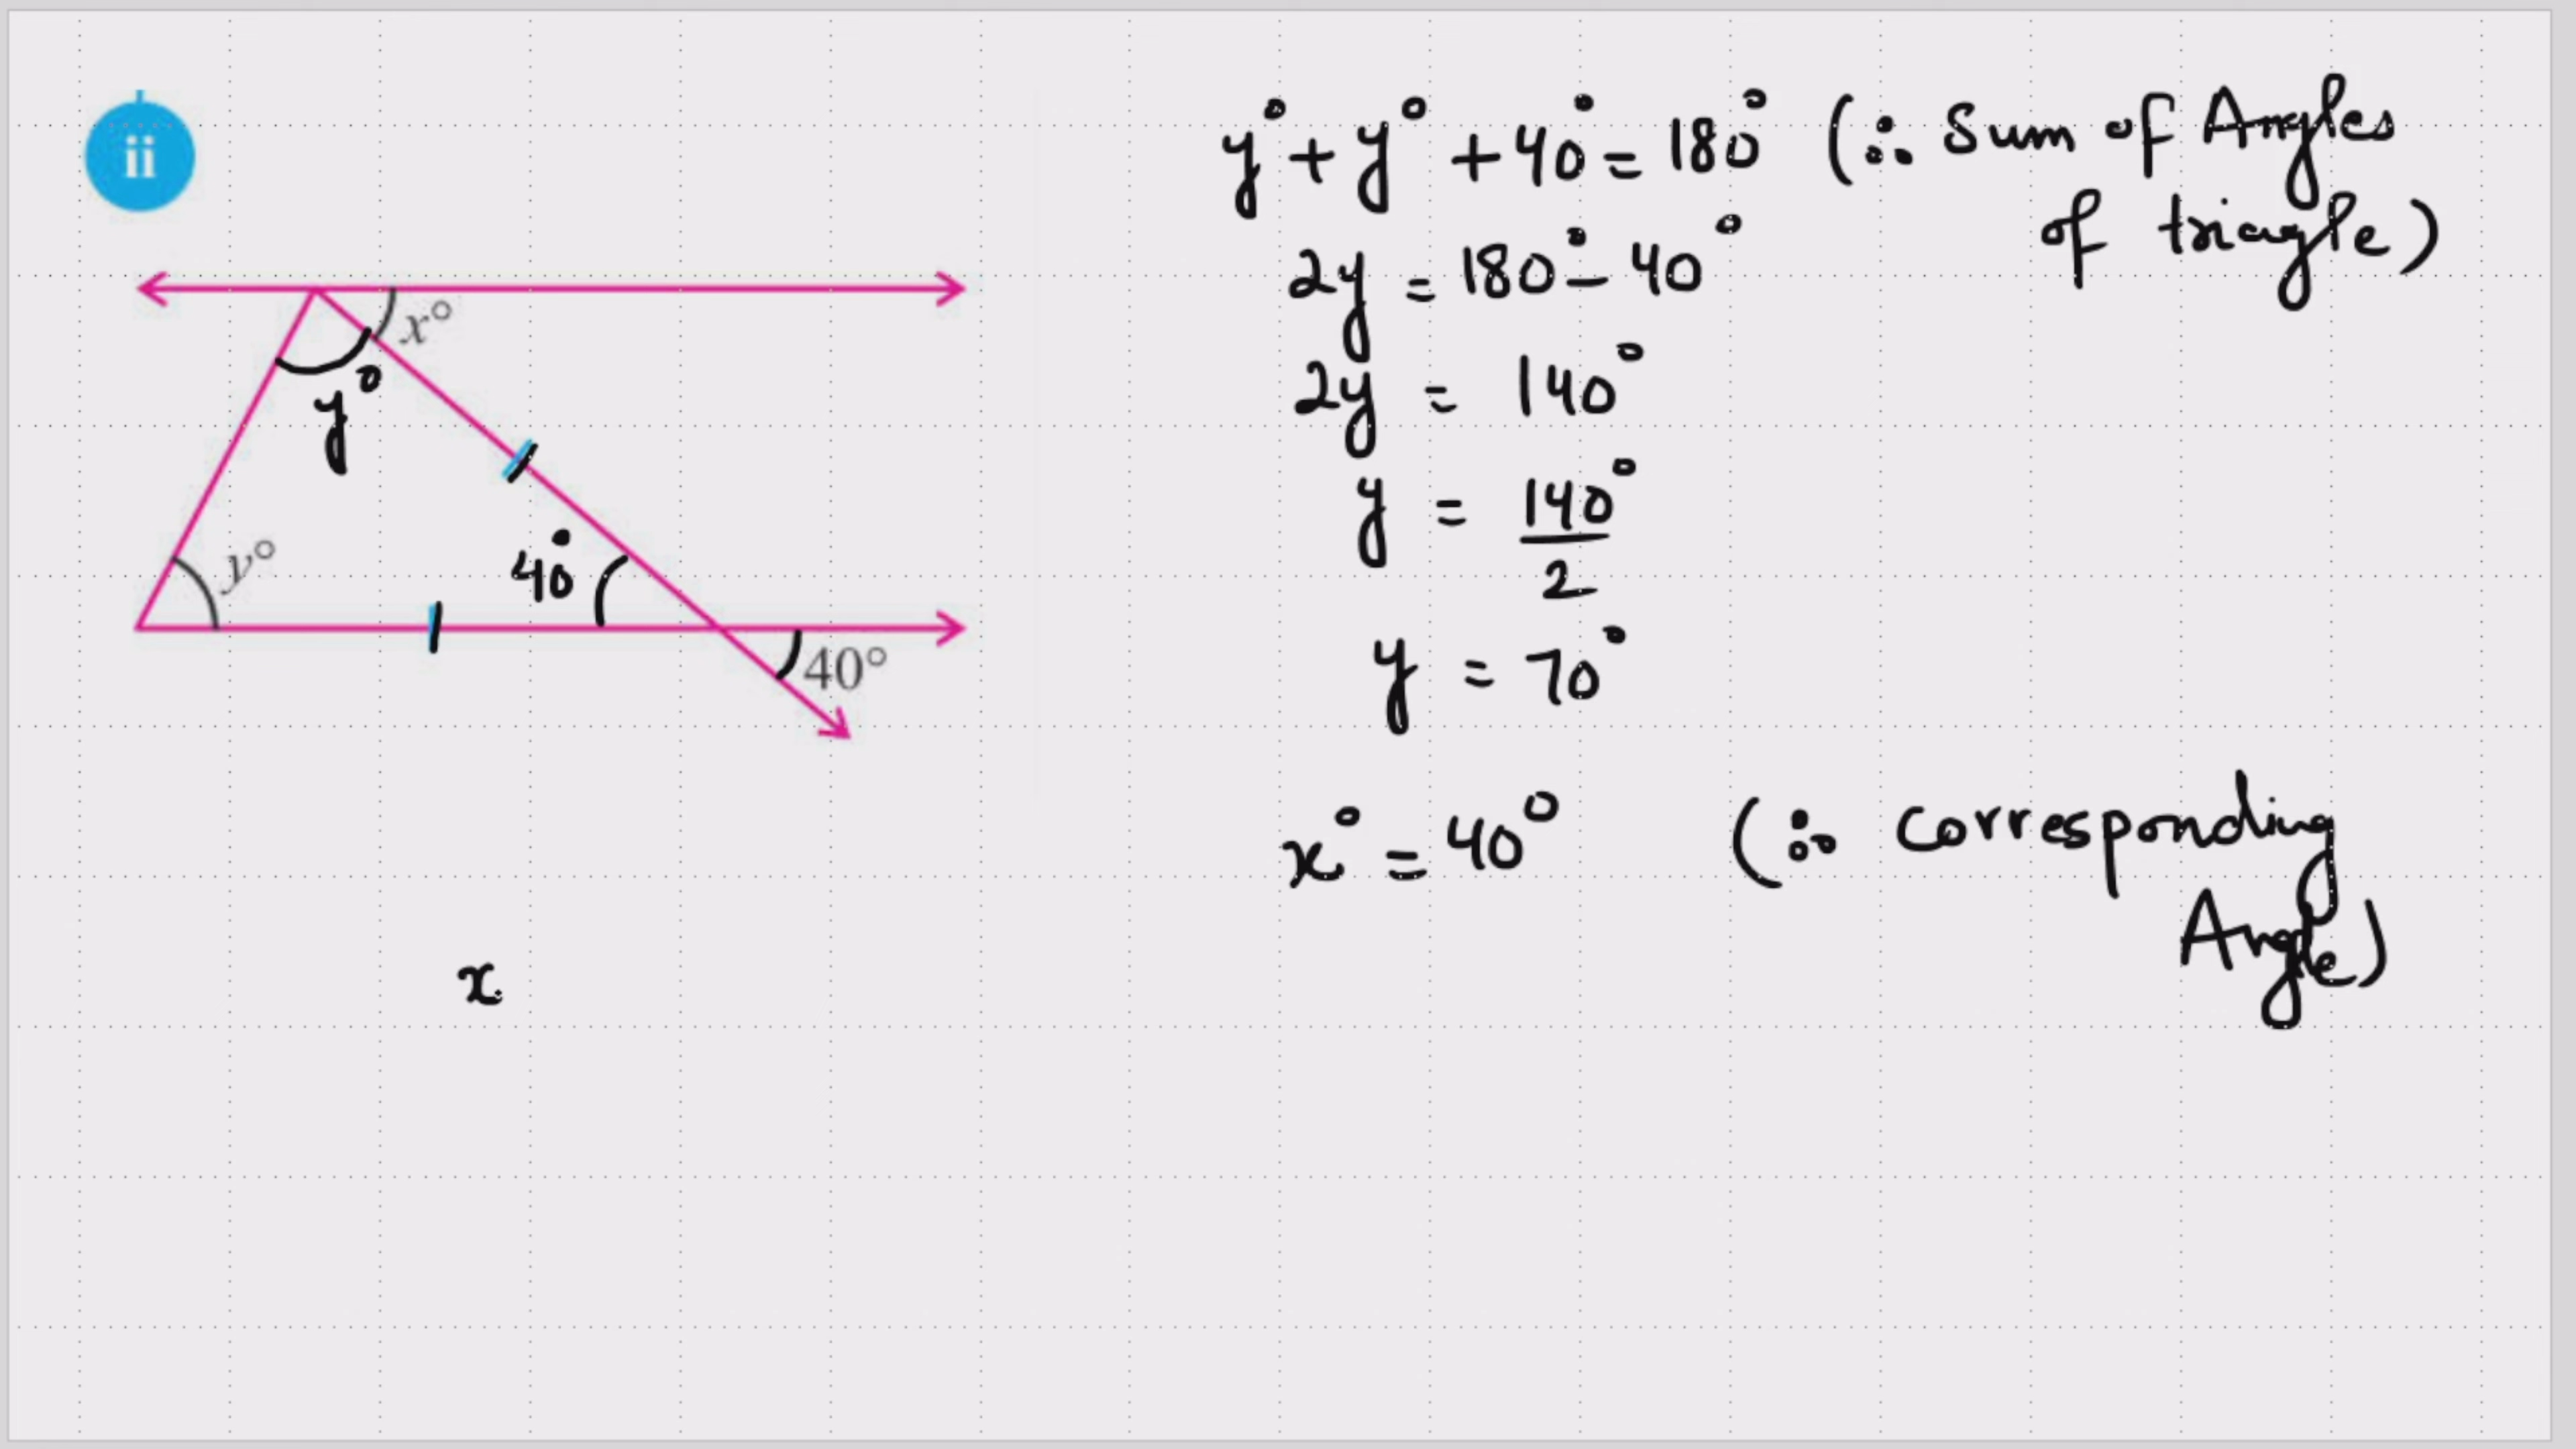 ii
x°
y°
y°
40°
40°
x
y° + y° + 40° = 180° (∴ Sum of Angles
of triagle)
2y = 180° - 40°
2y = 140°
y = 140°
2
y = 70°
x° = 40° (∴ Corresponding
Angle)